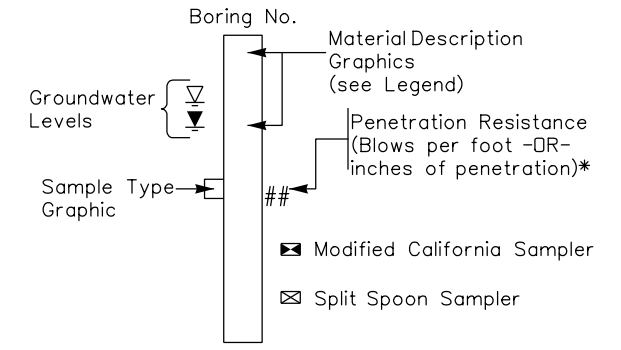 Boring No.
Material Description
Graphics
(see Legend)
Groundwater
Levels
Penetration Resistance
(Blows per foot -OR-
inches of penetration)*
Sample Type
Graphic
##
Modified California Sampler
Split Spoon Sampler